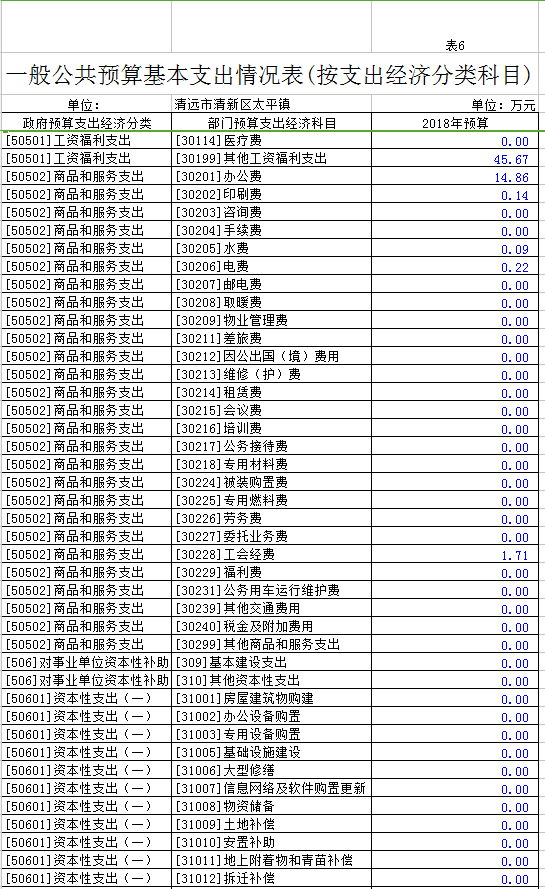 表6
一般公共预算基本支出情况表(按支出经济分类科目)
单位: 清远市清新区太平镇 单位:万元
政府预算支出经济分类 部门预算支出经济科目 2018年预算
[50501]工资福利支出 [30114]医疗费 0.00
[50501]工资福利支出 [30199]其他工资福利支出 45.67
[50502]商品和服务支出 [30201]办公费 14.86
[50502]商品和服务支出 [30202]印刷费 0.14
[50502]商品和服务支出 [30203]咨询费 0.00
[50502]商品和服务支出 [30204]手续费 0.00
[50502]商品和服务支出 [30205]水费 0.09
[50502]商品和服务支出 [30206]电费 0.22
[50502]商品和服务支出 [30207]邮电费 0.00
[50502]商品和服务支出 [30208]取暖费 0.00
[50502]商品和服务支出 [30209]物业管理费 0.00
[50502]商品和服务支出 [30211]差旅费 0.00
[50502]商品和服务支出 [30212]因公出国（境）费用 0.00
[50502]商品和服务支出 [30213]维修（护）费 0.00
[50502]商品和服务支出 [30214]租赁费 0.00
[50502]商品和服务支出 [30215]会议费 0.00
[50502]商品和服务支出 [30216]培训费 0.00
[50502]商品和服务支出 [30217]公务接待费 0.00
[50502]商品和服务支出 [30218]专用材料费 0.00
[50502]商品和服务支出 [30224]被装购置费 0.00
[50502]商品和服务支出 [30225]专用燃料费 0.00
[50502]商品和服务支出 [30226]劳务费 0.00
[50502]商品和服务支出 [30227]委托业务费 0.00
[50502]商品和服务支出 [30228]工会经费 1.71
[50502]商品和服务支出 [30229]福利费 0.00
[50502]商品和服务支出 [30231]公务用车运行维护费 0.00
[50502]商品和服务支出 [30239]其他交通费用 0.00
[50502]商品和服务支出 [30240]税金及附加费用 0.00
[50502]商品和服务支出 [30299]其他商品和服务支出 0.00
[506]对事业单位资本性补助 [309]基本建设支出 0.00
[506]对事业单位资本性补助 [310]其他资本性支出 0.00
[50601]资本性支出（一） [31001]房屋建筑物购建 0.00
[50601]资本性支出（一） [31002]办公设备购置 0.00
[50601]资本性支出（一） [31003]专用设备购置 0.00
[50601]资本性支出（一） [31005]基础设施建设 0.00
[50601]资本性支出（一） [31006]大型修缮 0.00
[50601]资本性支出（一） [31007]信息网络及软件购置更新 0.00
[50601]资本性支出（一） [31008]物资储备 0.00
[50601]资本性支出（一） [31009]土地补偿 0.00
[50601]资本性支出（一） [31010]安置补助 0.00
[50601]资本性支出（一） [31011]地上附着物和青苗补偿 0.00
[50601]资本性支出（一） [31012]拆迁补偿 0.00